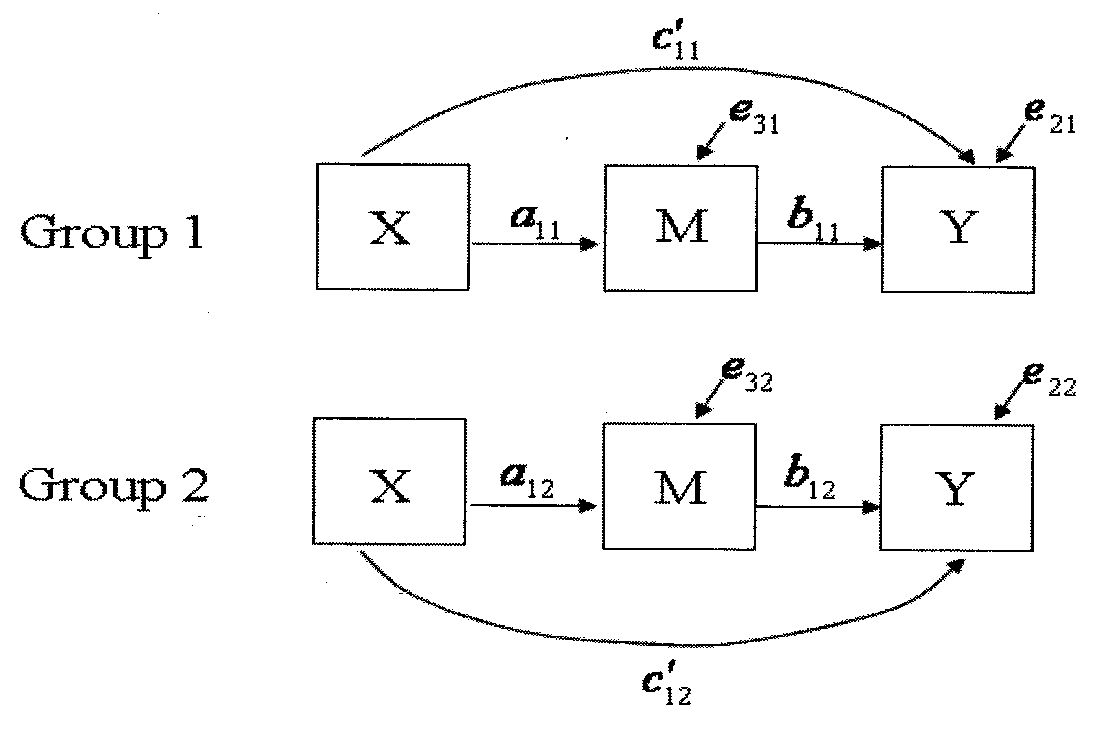 c′11
e31 e21
Group 1 X a11 M b11 Y
e32 e22
Group 2 X a12 M b12 Y
c′12